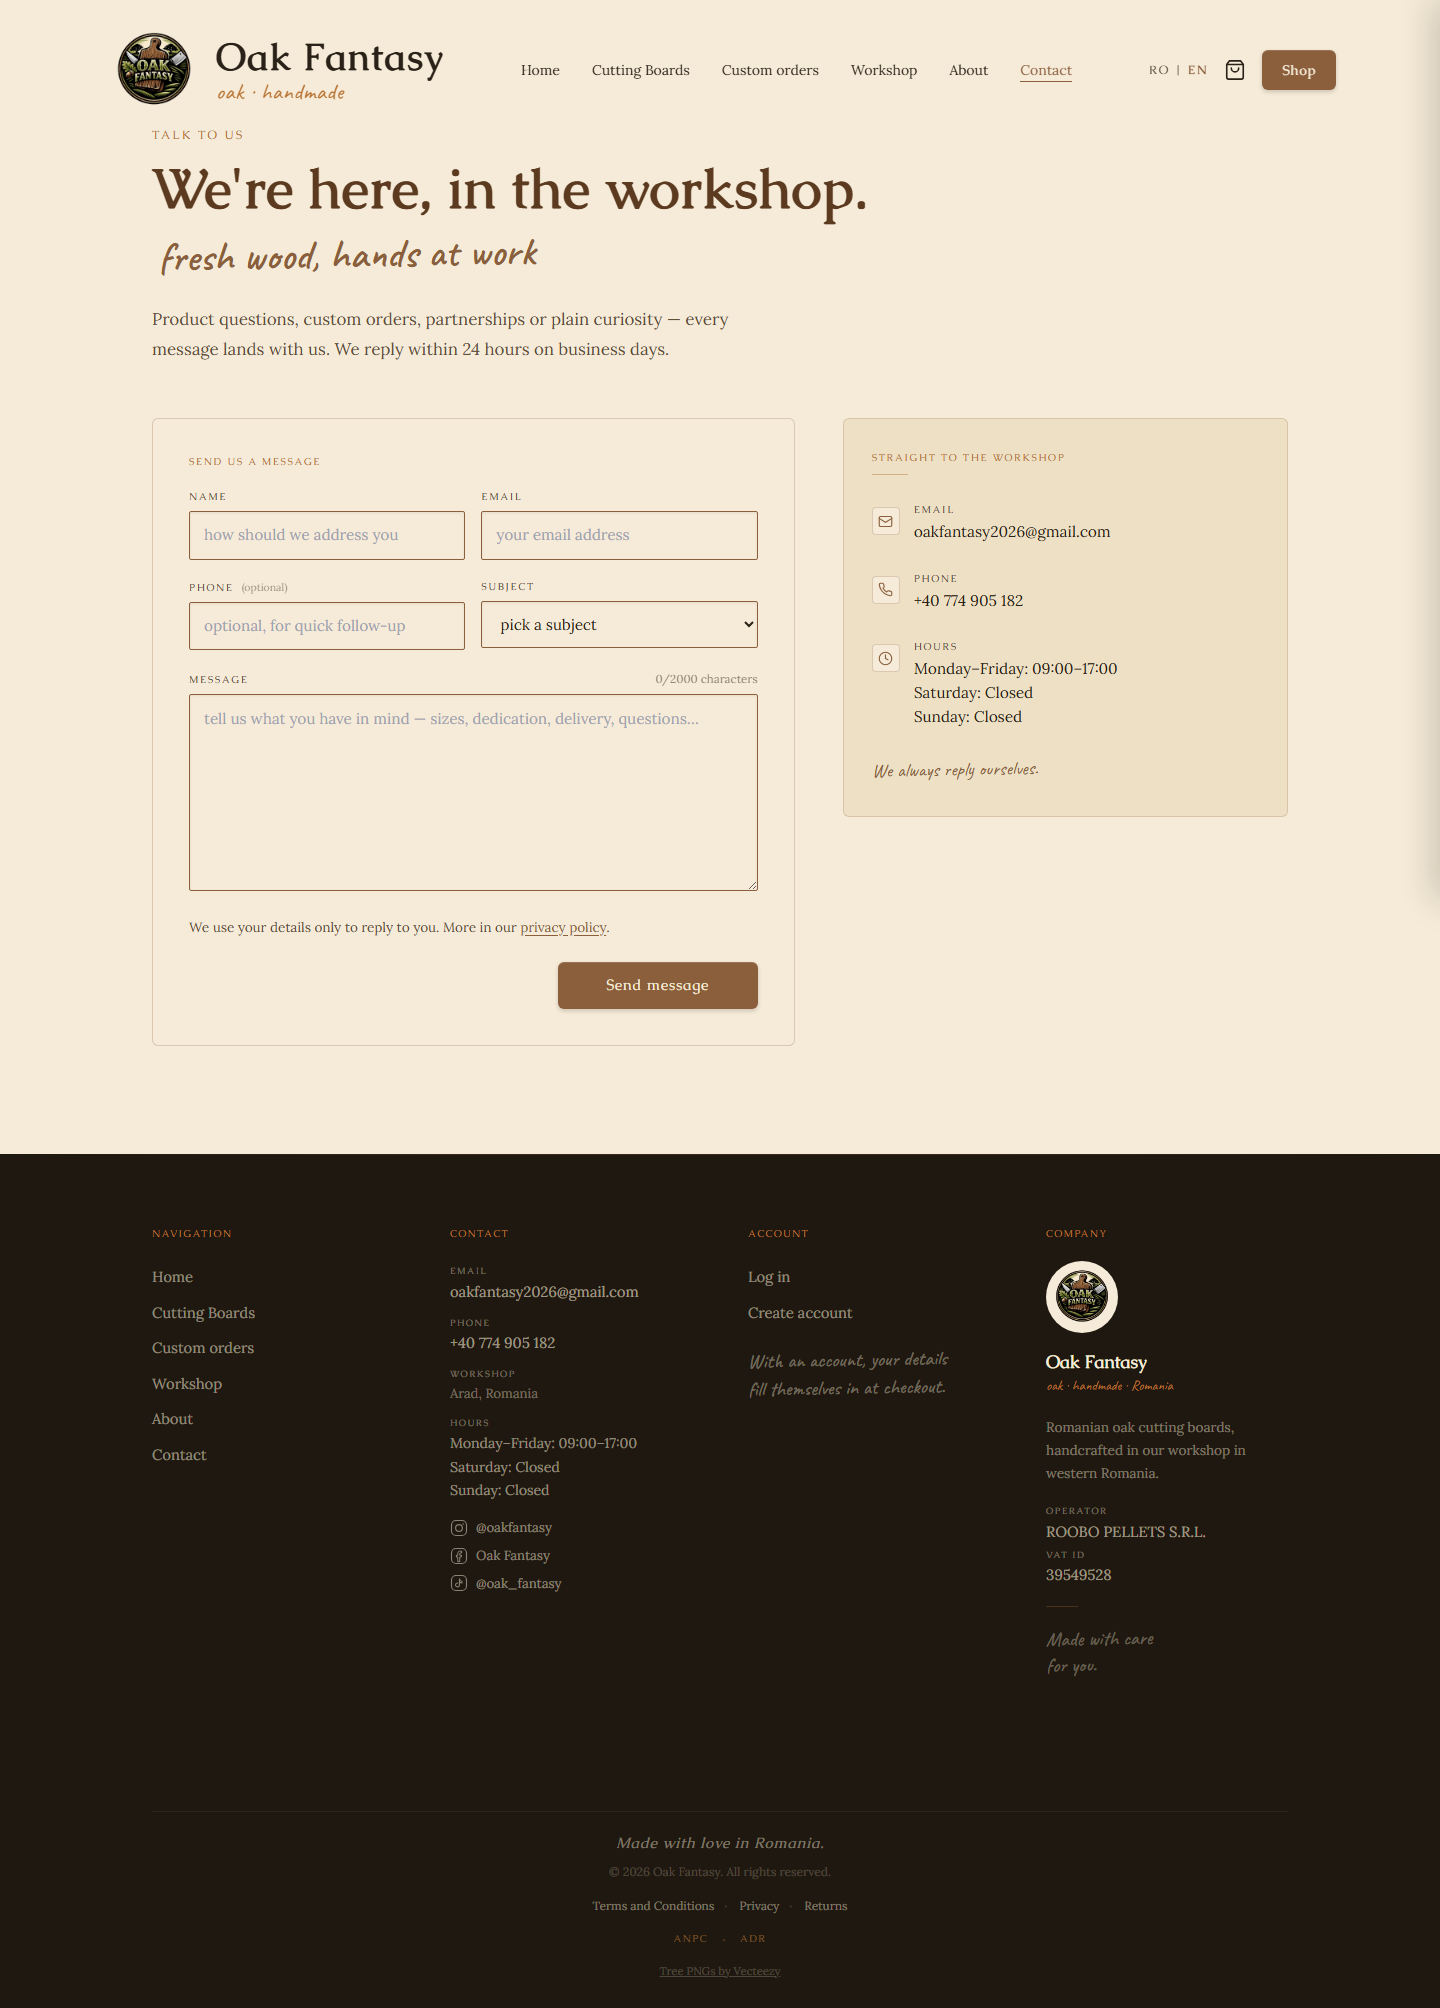 OAK
FANTASY
Oak Fantasy
oak · handmade
Home
Cutting Boards
Custom orders
Workshop
About
Contact
RO | EN
Shop
TALK TO US
We're here, in the workshop.
fresh wood, hands at work
Product questions, custom orders, partnerships or plain curiosity — every
message lands with us. We reply within 24 hours on business days.
SEND US A MESSAGE
NAME
how should we address you
EMAIL
your email address
PHONE (optional)
optional, for quick follow-up
SUBJECT
pick a subject
MESSAGE
0/2000 characters
tell us what you have in mind — sizes, dedication, delivery, questions...
We use your details only to reply to you. More in our privacy policy.
Send message
STRAIGHT TO THE WORKSHOP
EMAIL
oakfantasy2026@gmail.com
PHONE
+40 774 905 182
HOURS
Monday–Friday: 09:00–17:00
Saturday: Closed
Sunday: Closed
We always reply ourselves.
NAVIGATION
Home
Cutting Boards
Custom orders
Workshop
About
Contact
CONTACT
EMAIL
oakfantasy2026@gmail.com
PHONE
+40 774 905 182
WORKSHOP
Arad, Romania
HOURS
Monday–Friday: 09:00–17:00
Saturday: Closed
Sunday: Closed
@oakfantasy
Oak Fantasy
@oak_fantasy
ACCOUNT
Log in
Create account
With an account, your details
fill themselves in at checkout.
COMPANY
OAK
FANTASY
Oak Fantasy
oak · handmade · Romania
Romanian oak cutting boards,
handcrafted in our workshop in
western Romania.
OPERATOR
ROOBO PELLETS S.R.L.
VAT ID
39549528
Made with care
for you.
Made with love in Romania.
© 2026 Oak Fantasy. All rights reserved.
Terms and Conditions · Privacy · Returns
ANPC · ADR
Tree PNGs by Vecteezy